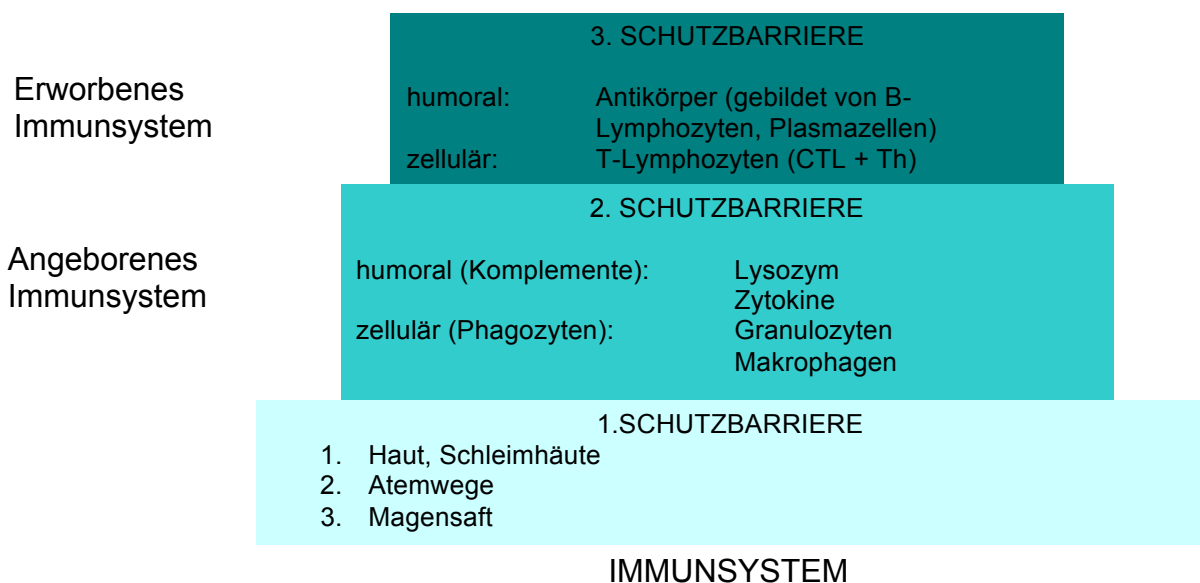 3. SCHUTZBARRIERE
Erworbenes
Immunsystem
humoral: Antikörper (gebildet von B-
Lymphozyten, Plasmazellen)
zellulär: T-Lymphozyten (CTL + Th)
2. SCHUTZBARRIERE
Angeborenes
Immunsystem
humoral (Komplemente): Lysozym
Zytokine
zellulär (Phagozyten): Granulozyten
Makrophagen
1.SCHUTZBARRIERE
1. Haut, Schleimhäute
2. Atemwege
3. Magensaft
IMMUNSYSTEM